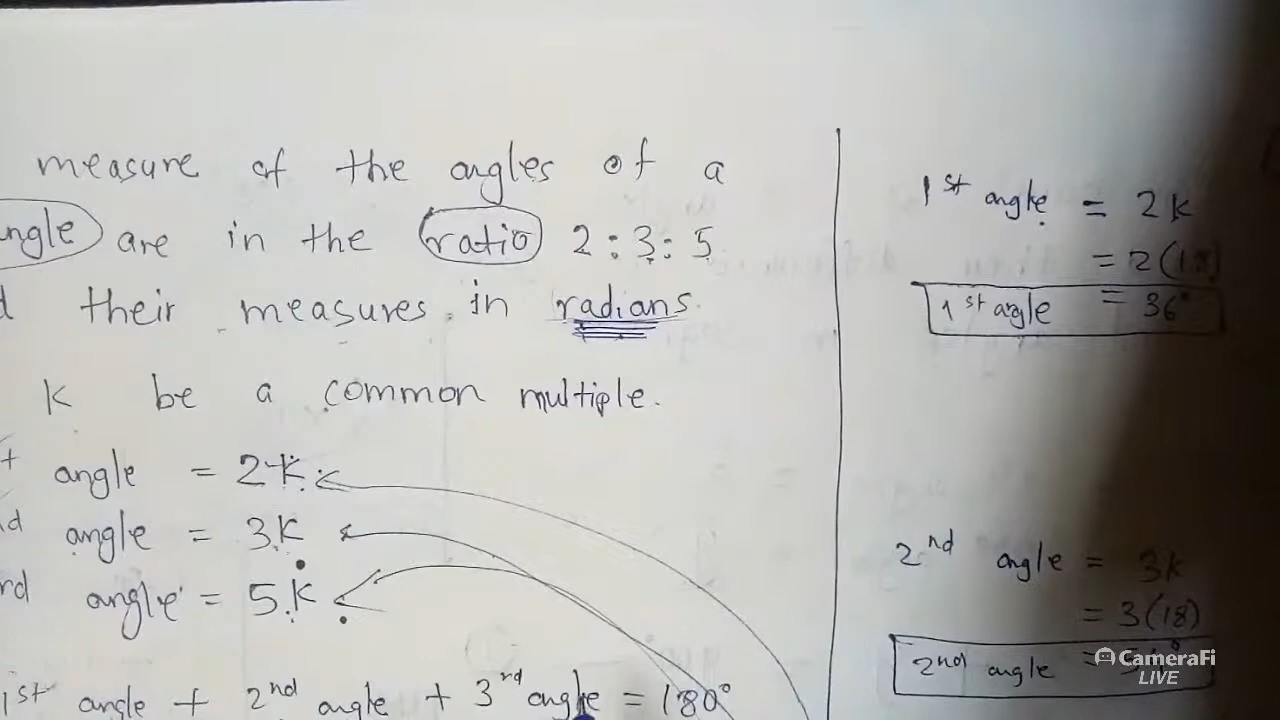 measure of the angles of a
ngle are in the ratio 2:3:5
d their measures in radians.
K be a common multiple.
t angle = 2K
nd angle = 3K
rd angle = 5K
1st angle + 2nd angle + 3rd angle = 180°
1st angle = 2K
= 2(18)
1st angle = 36°
2nd angle = 3K
= 3(18)
2nd angle =
CameraFi
LIVE